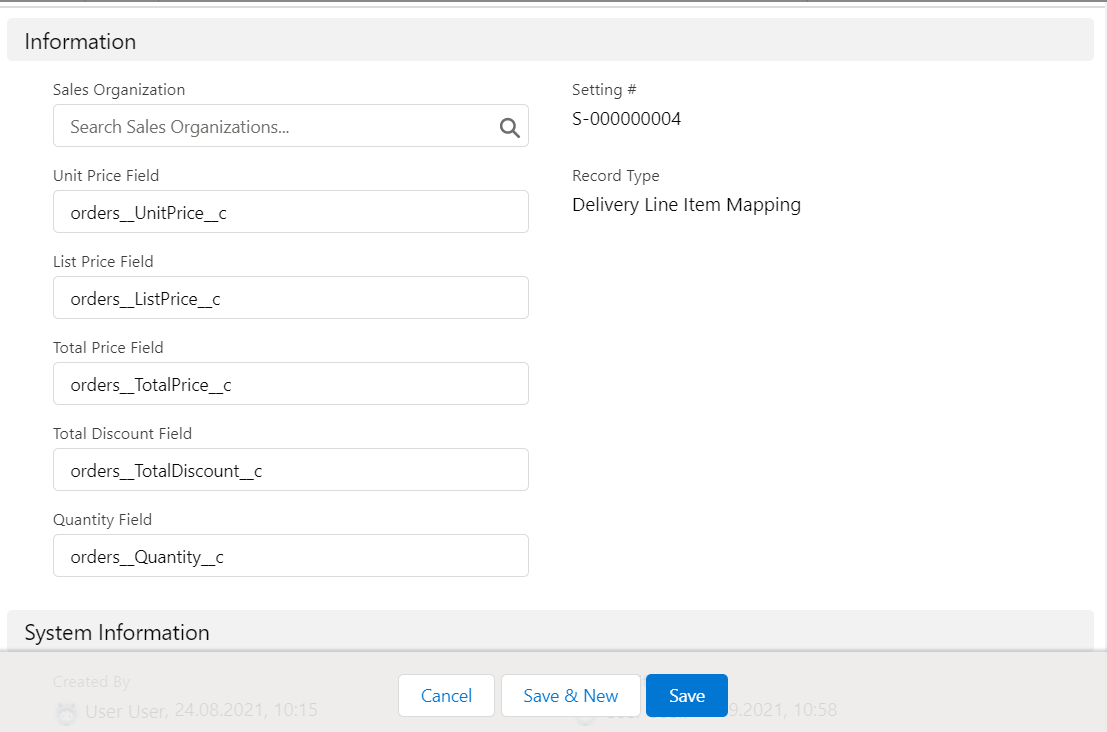 Information
Sales Organization
Search Sales Organizations...
Setting #
S-000000004
Unit Price Field
orders__UnitPrice__c
Record Type
Delivery Line Item Mapping
List Price Field
orders__ListPrice__c
Total Price Field
orders__TotalPrice__c
Total Discount Field
orders__TotalDiscount__c
Quantity Field
orders__Quantity__c
System Information
Created By
User User, 24.08.2021, 10:15
9.2021, 10:58
Cancel
Save & New
Save